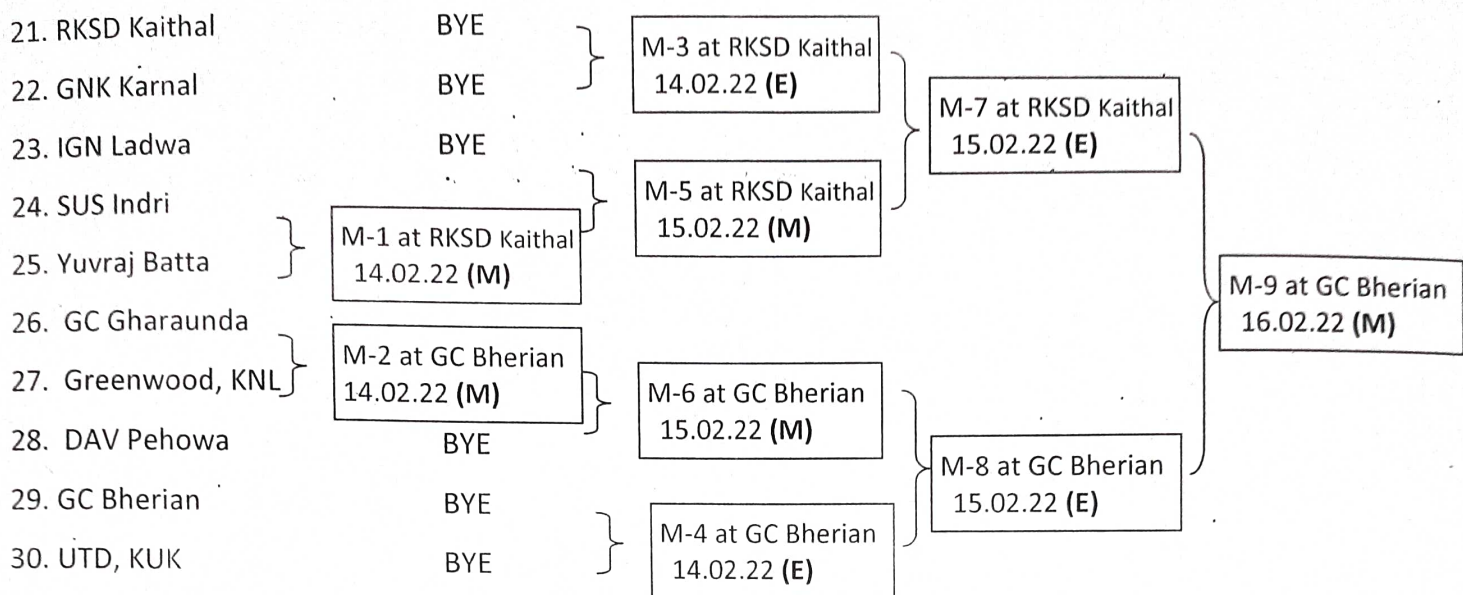 21. RKSD Kaithal BYE
22. GNK Karnal BYE
23. IGN Ladwa BYE
24. SUS Indri
25. Yuvraj Batta
26. GC Gharaunda
27. Greenwood, KNL
28. DAV Pehowa BYE
29. GC Bherian BYE
30. UTD, KUK BYE
M-1 at RKSD Kaithal
14.02.22 (M)
M-2 at GC Bherian
14.02.22 (M)
M-3 at RKSD Kaithal
14.02.22 (E)
M-5 at RKSD Kaithal
15.02.22 (M)
M-6 at GC Bherian
15.02.22 (M)
M-4 at GC Bherian
14.02.22 (E)
M-7 at RKSD Kaithal
15.02.22 (E)
M-8 at GC Bherian
15.02.22 (E)
M-9 at GC Bherian
16.02.22 (M)